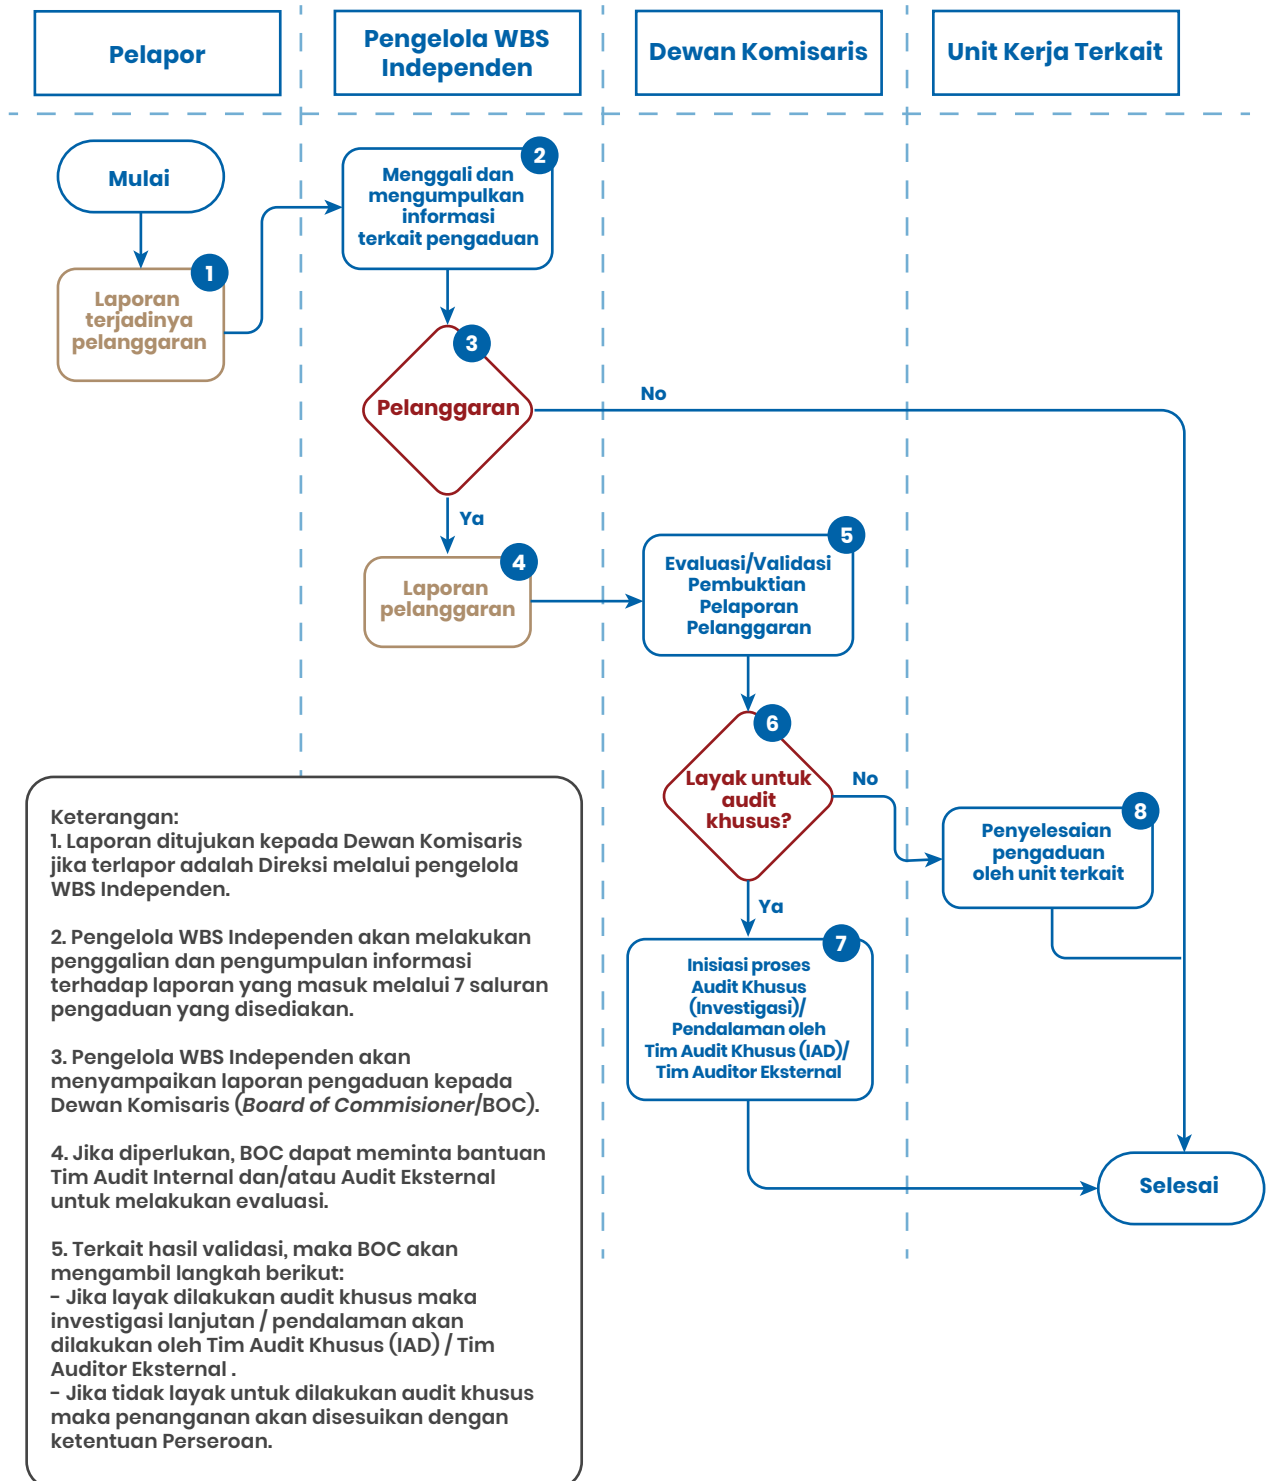 Pelapor
Pengelola WBS
Independen
Dewan Komisaris
Unit Kerja Terkait
Mulai
1
Laporan
terjadinya
pelanggaran
2
Menggali dan
mengumpulkan
informasi
terkait pengaduan
3
Pelanggaran
No
Ya
4
Laporan
pelanggaran
5
Evaluasi/Validasi
Pembuktian
Pelaporan
Pelanggaran
6
Layak untuk
audit
khusus?
No
Ya
7
Inisiasi proses
Audit Khusus
(Investigasi)/
Pendalaman oleh
Tim Audit Khusus (IAD)/
Tim Auditor Eksternal
8
Penyelesaian
pengaduan
oleh unit terkait
Selesai
Keterangan:
1. Laporan ditujukan kepada Dewan Komisaris
jika terlapor adalah Direksi melalui pengelola
WBS Independen.
2. Pengelola WBS Independen akan melakukan
penggalian dan pengumpulan informasi
terhadap laporan yang masuk melalui 7 saluran
pengaduan yang disediakan.
3. Pengelola WBS Independen akan
menyampaikan laporan pengaduan kepada
Dewan Komisaris (Board of Commisioner/BOC).
4. Jika diperlukan, BOC dapat meminta bantuan
Tim Audit Internal dan/atau Audit Eksternal
untuk melakukan evaluasi.
5. Terkait hasil validasi, maka BOC akan
mengambil langkah berikut:
- Jika layak dilakukan audit khusus maka
investigasi lanjutan / pendalaman akan
dilakukan oleh Tim Audit Khusus (IAD) / Tim
Auditor Eksternal .
- Jika tidak layak untuk dilakukan audit khusus
maka penanganan akan disesuikan dengan
ketentuan Perseroan.